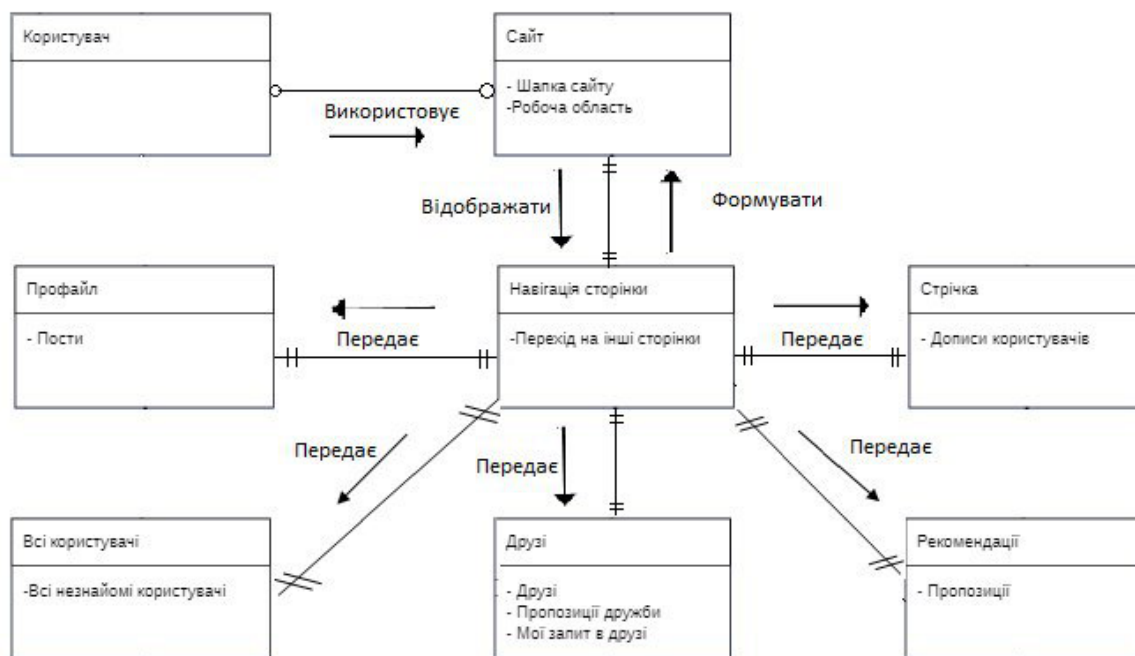 Користувач
Сайт
- Шапка сайту
-Робоча область
Використовує
Відображати
Формувати
Профайл
- Пости
Передає
Навігація сторінки
-Перехід на інші сторінки
Передає
Стрічка
- Дописи користувачів
Передає
Передає
Передає
Всі користувачі
-Всі незнайомі користувачі
Друзі
- Друзі
- Пропозиції дружби
- Мої запит в друзі
Рекомендації
- Пропозиції